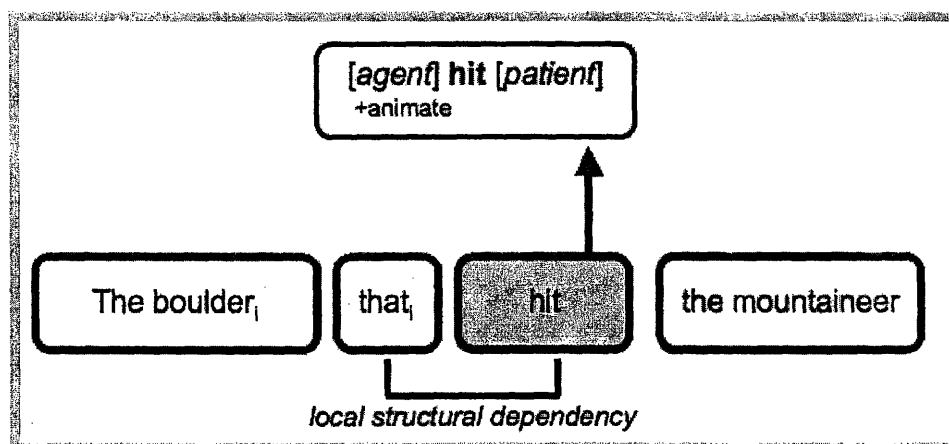 [agent] hit [patient]
+animate
The boulderᵢ thatᵢ hit the mountaineer
local structural dependency